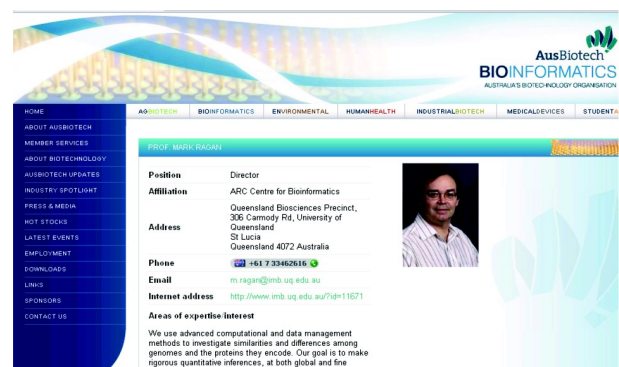 AusBiotech
BIOINFORMATICS
AUSTRALIA'S BIOTECHNOLOGY ORGANISATION
HOME
ABOUT AUSBIOTECH
MEMBER SERVICES
ABOUT BIOTECHNOLOGY
AUSBIOTECH UPDATES
INDUSTRY SPOTLIGHT
PRESS & MEDIA
HOT STOCKS
LATEST EVENTS
EMPLOYMENT
DOWNLOADS
LINKS
SPONSORS
CONTACT US
AGBIOTECH BIOINFORMATICS ENVIRONMENTAL HUMANHEALTH INDUSTRIALBIOTECH MEDICALDEVICES STUDENTA
PROF. MARK RAGAN
Position Director
Affiliation ARC Centre for Bioinformatics
Address Queensland Biosciences Precinct,
306 Carmody Rd, University of
Queensland
St Lucia
Queensland 4072 Australia
Phone +61 7 33462616
Email m.ragan@imb.uq.edu.au
Internet address http://www.imb.uq.edu.au/?id=11671
Areas of expertise/interest
We use advanced computational and data management
methods to investigate similarities and differences among
genomes and the proteins they encode. Our goal is to make
rigorous quantitative inferences, at both global and fine